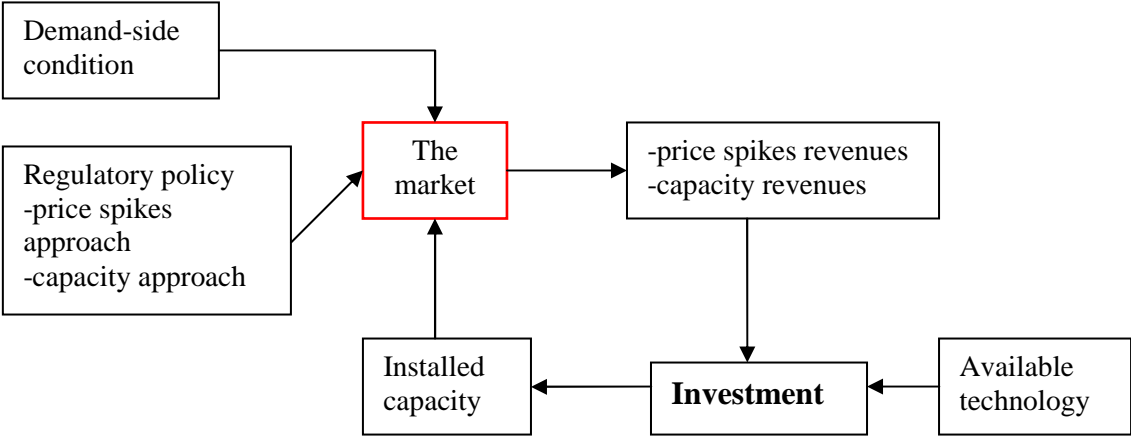 Demand-side
condition
Regulatory policy
-price spikes
approach
-capacity approach
The
market
-price spikes revenues
-capacity revenues
Installed
capacity
Investment
Available
technology